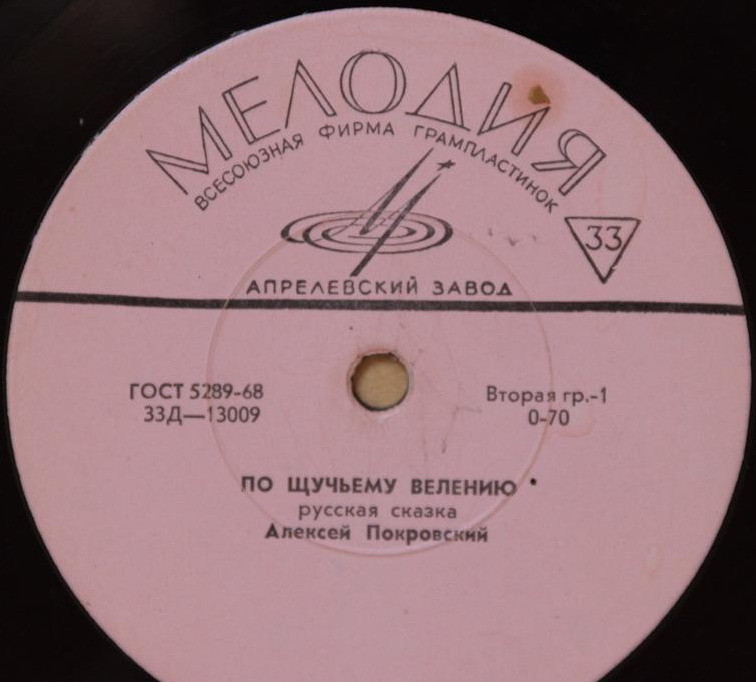 МЕЛОДИЯ
ВСЕСОЮЗНАЯ ФИРМА ГРАМПЛАСТИНОК
33
АПРЕЛЕВСКИЙ ЗАВОД
ГОСТ 5289-68
33Д—13009
Вторая гр.-1
0-70
ПО ЩУЧЬЕМУ ВЕЛЕНИЮ
русская сказка
Алексей Покровский